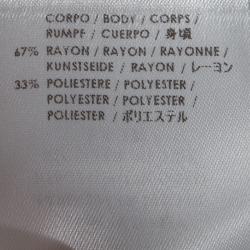 CORPO / BODY / CORPS /
RUMPF / CUERPO / 身頃
67% RAYON / RAYON / RAYONNE /
KUNSTSEIDE / RAYON / レーヨン
33% POLIESTERE / POLYESTER /
POLYESTER / POLYESTER /
POLIESTER / ポリエステル